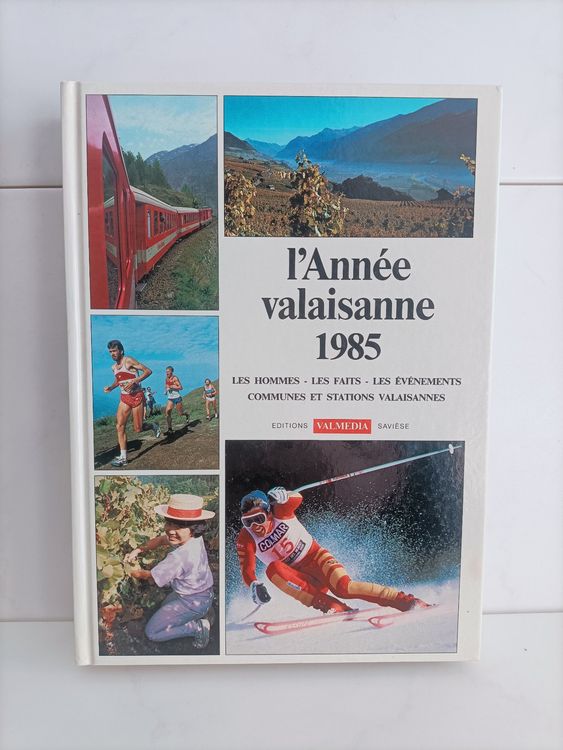 l'Année
valaisanne
1985
LES HOMMES - LES FAITS - LES ÉVÉNEMENTS
COMMUNES ET STATIONS VALAISANNES
EDITIONS VALMEDIA SAVIÈSE
COLMAR
15